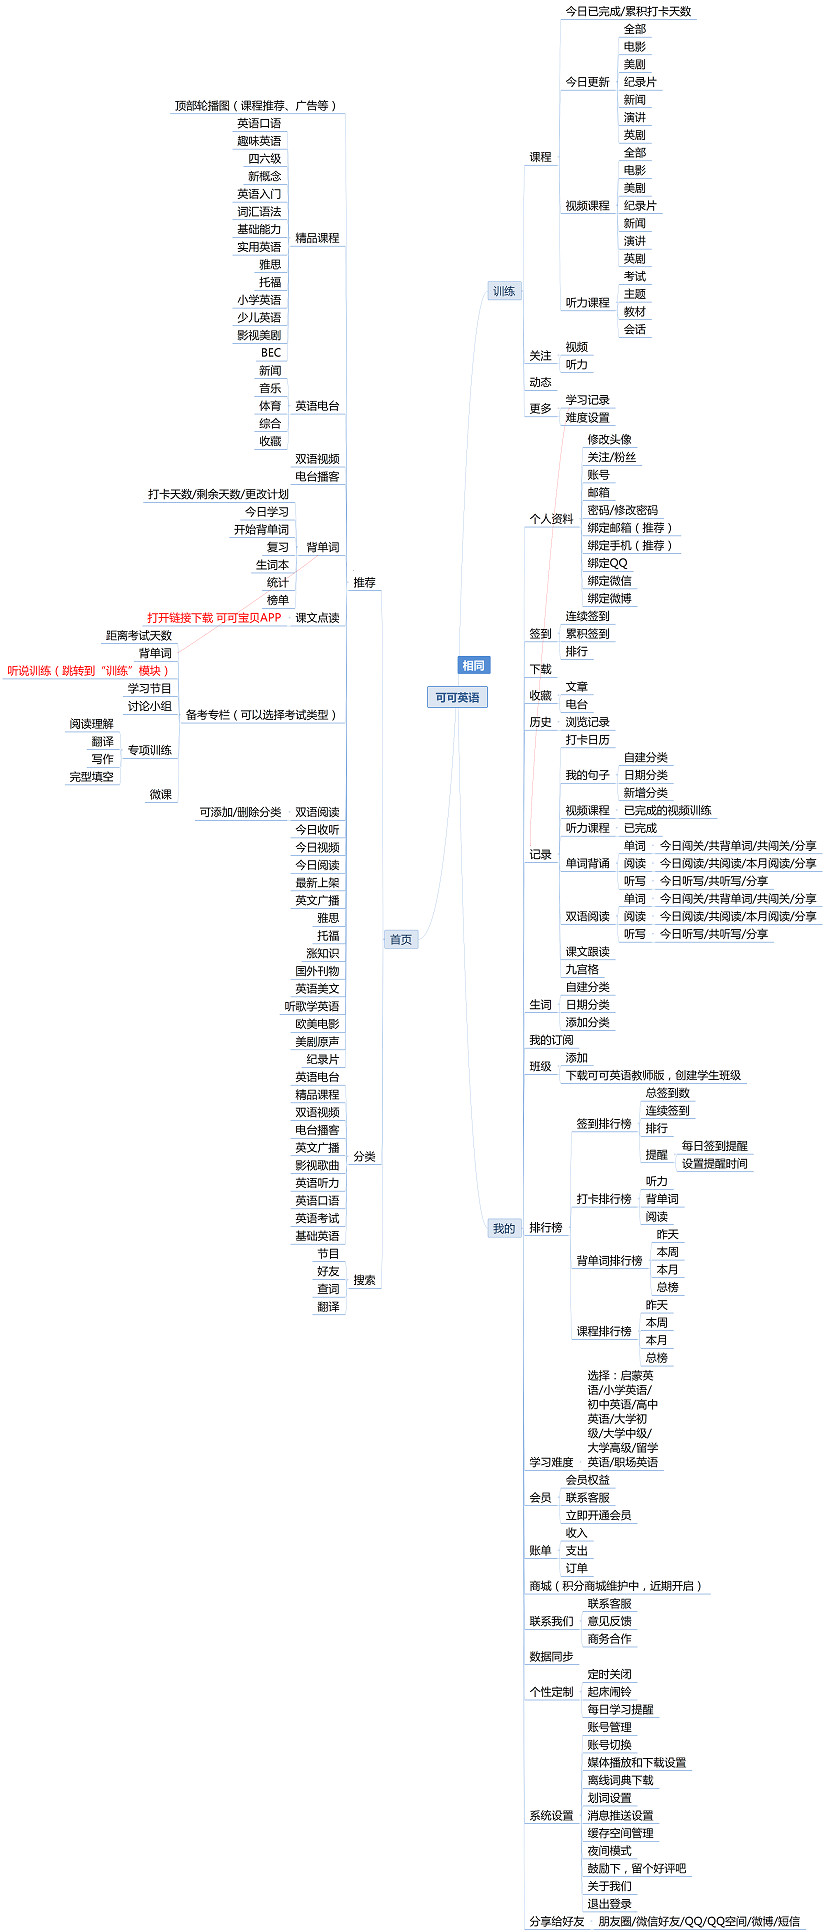 相同
可可英语
训练
课程
今日已完成/累积打卡天数
今日更新
全部
电影
美剧
纪录片
新闻
演讲
英剧
视频课程
全部
电影
美剧
纪录片
新闻
演讲
英剧
听力课程
考试
主题
教材
会话
关注
视频
听力
动态
更多
学习记录
难度设置
首页
推荐
顶部轮播图（课程推荐、广告等）
精品课程
英语口语
趣味英语
四六级
新概念
英语入门
词汇语法
基础能力
实用英语
雅思
托福
小学英语
少儿英语
影视美剧
BEC
英语电台
新闻
音乐
体育
综合
收藏
双语视频
电台播客
背单词
打卡天数/剩余天数/更改计划
今日学习
开始背单词
复习
生词本
统计
榜单
课文点读
打开链接下载 可可宝贝APP
备考专栏（可以选择考试类型）
距离考试天数
背单词
听说训练（跳转到“训练”模块）
学习节目
讨论小组
专项训练
阅读理解
翻译
写作
完型填空
微课
双语阅读
可添加/删除分类
今日收听
今日视频
今日阅读
最新上架
英文广播
雅思
托福
涨知识
国外刊物
英语美文
听歌学英语
欧美电影
美剧原声
纪录片
分类
英语电台
精品课程
双语视频
电台播客
英文广播
影视歌曲
英语听力
英语口语
英语考试
基础英语
搜索
节目
好友
查词
翻译
我的
个人资料
修改头像
关注/粉丝
账号
邮箱
密码/修改密码
绑定邮箱（推荐）
绑定手机（推荐）
绑定QQ
绑定微信
绑定微博
签到
连续签到
累积签到
排行
下载
收藏
文章
电台
历史
浏览记录
记录
打卡日历
我的句子
自建分类
日期分类
新增分类
视频课程
已完成的视频训练
听力课程
已完成
单词背诵
单词
今日闯关/共背单词/共闯关/分享
阅读
今日阅读/共阅读/本月阅读/分享
听写
今日听写/共听写/分享
双语阅读
单词
今日闯关/共背单词/共闯关/分享
阅读
今日阅读/共阅读/本月阅读/分享
听写
今日听写/共听写/分享
课文跟读
九宫格
生词
自建分类
日期分类
添加分类
我的订阅
班级
添加
下载可可英语教师版，创建学生班级
排行榜
签到排行榜
总签到数
连续签到
排行
提醒
每日签到提醒
设置提醒时间
打卡排行榜
听力
背单词
阅读
背单词排行榜
昨天
本周
本月
总榜
课程排行榜
昨天
本周
本月
总榜
学习难度
选择：启蒙英
语/小学英语/
初中英语/高中
英语/大学初
级/大学中级/
大学高级/留学
英语/职场英语
会员
会员权益
联系客服
立即开通会员
账单
收入
支出
订单
商城（积分商城维护中，近期开启）
联系我们
联系客服
意见反馈
商务合作
数据同步
个性定制
定时关闭
起床闹铃
每日学习提醒
系统设置
账号管理
账号切换
媒体播放和下载设置
离线词典下载
划词设置
消息推送设置
缓存空间管理
夜间模式
鼓励下，留个好评吧
关于我们
退出登录
分享给好友
朋友圈/微信好友/QQ/QQ空间/微博/短信